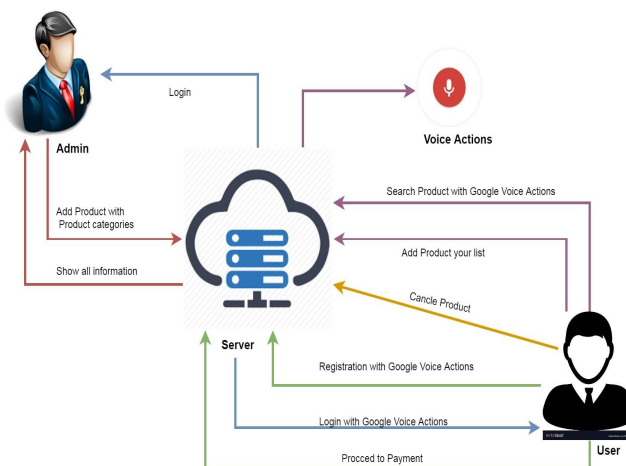 Login
Admin
Voice Actions
Search Product with Google Voice Actions
Add Product with
Product categories
Add Product your list
Show all information
Cancle Product
Server
Registration with Google Voice Actions
Login with Google Voice Actions
User
Procced to Payment